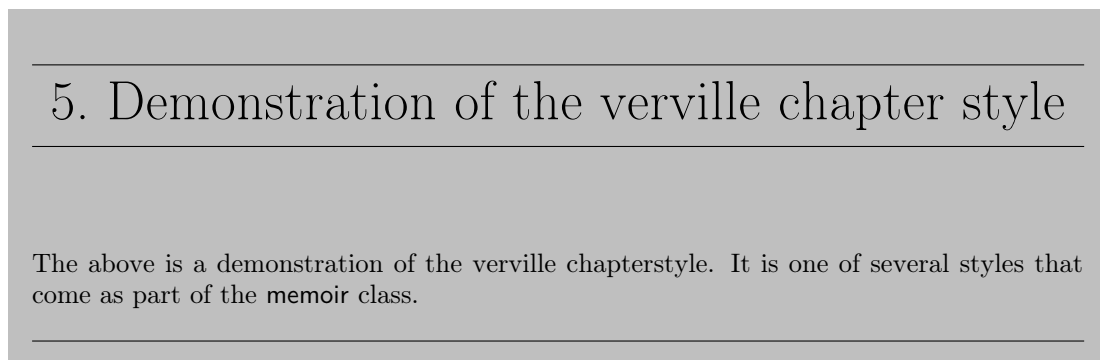 5. Demonstration of the verville chapter style
The above is a demonstration of the verville chapterstyle. It is one of several styles that
come as part of the memoir class.